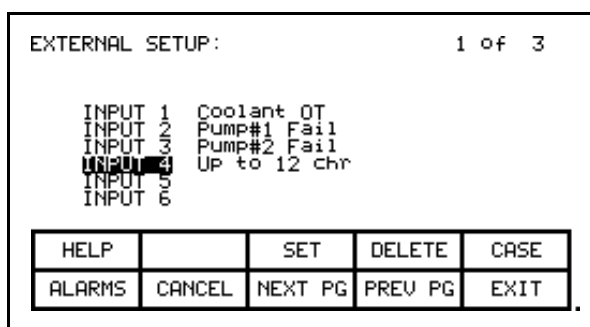 EXTERNAL SETUP: 1 of 3
INPUT 1 Coolant OT
INPUT 2 Pump#1 Fail
INPUT 3 Pump#2 Fail
INPUT 4 Up to 12 chr
INPUT 5
INPUT 6
HELP SET DELETE CASE
ALARMS CANCEL NEXT PG PREV PG EXIT
.